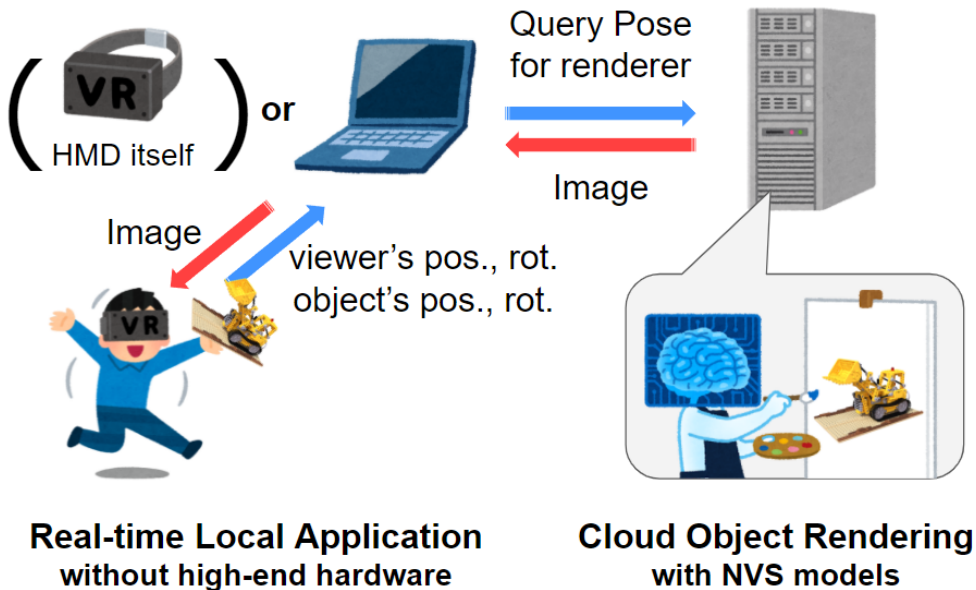 VR
HMD itself
or
Query Pose
for renderer
Image
Image
viewer's pos., rot.
object's pos., rot.
VR
Real-time Local Application
without high-end hardware
Cloud Object Rendering
with NVS models